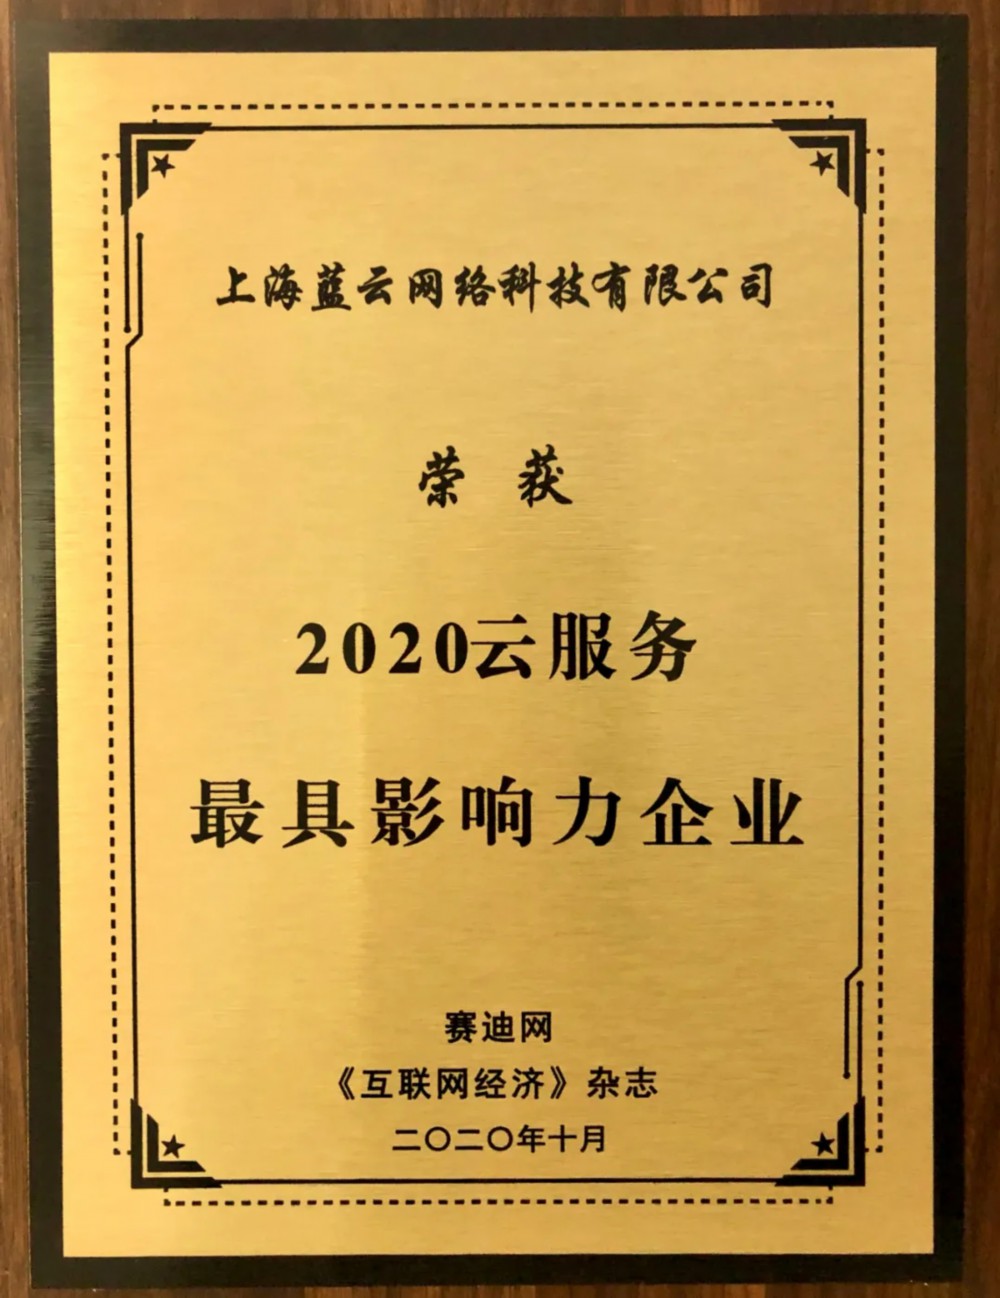 上海蓝云网络科技有限公司
荣获
2020云服务
最具影响力企业
赛迪网
《互联网经济》杂志
二〇二〇年十月